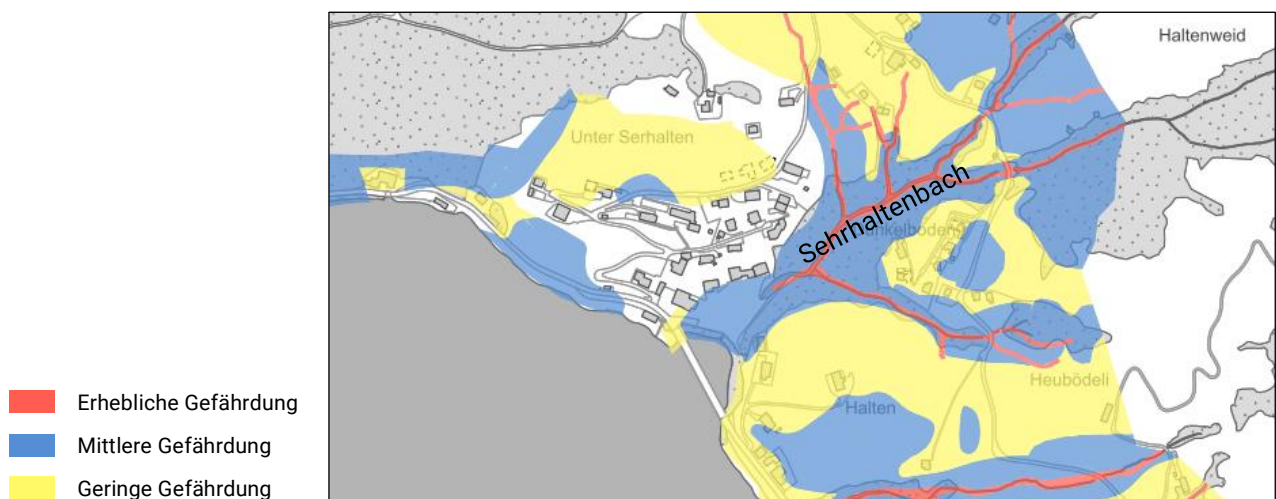 Haltenweid
Unter Serhalten
Sehrhaltenbach
Heubödeli
Halten
Erhebliche Gefährdung
Mittlere Gefährdung
Geringe Gefährdung